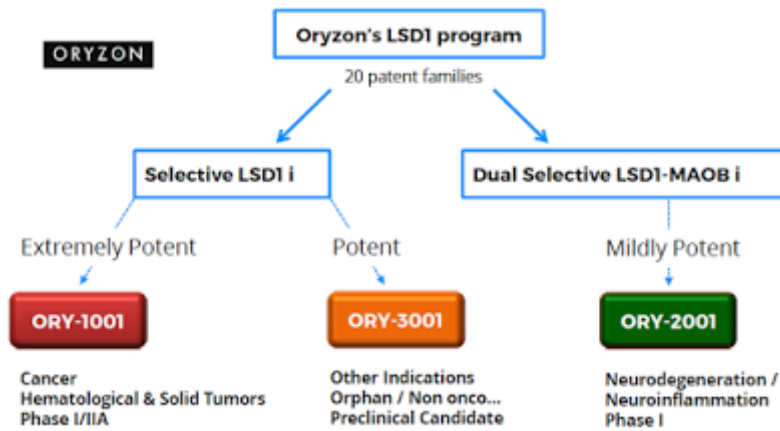 Oryzon's LSD1 program
ORYZON
20 patent families
Selective LSD1 i
Dual Selective LSD1-MAOB i
Extremely Potent
Potent
Mildly Potent
ORY-1001
ORY-3001
ORY-2001
Cancer
Hematological & Solid Tumors
Phase I/IIA
Other Indications
Orphan / Non onco...
Preclinical Candidate
Neurodegeneration /
Neuroinflammation
Phase I